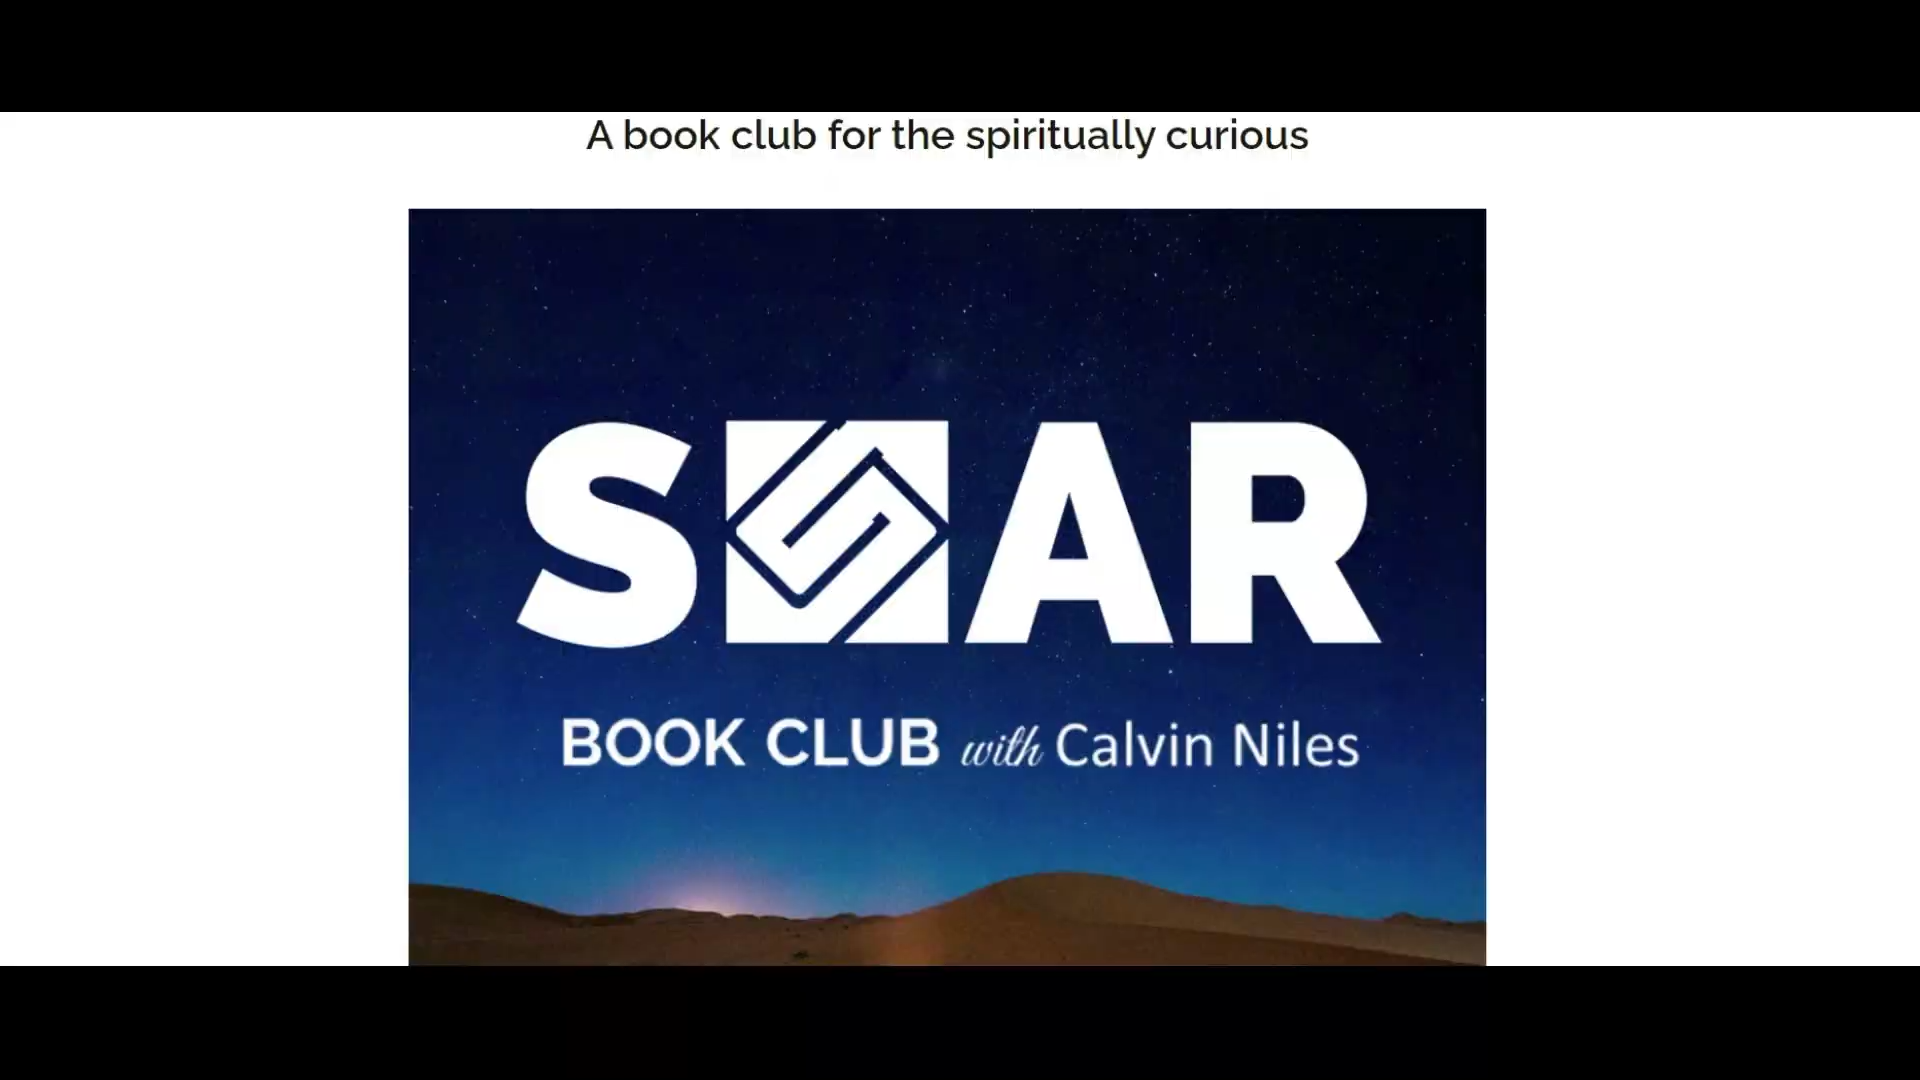 A book club for the spiritually curious
SOAR
BOOK CLUB with Calvin Niles